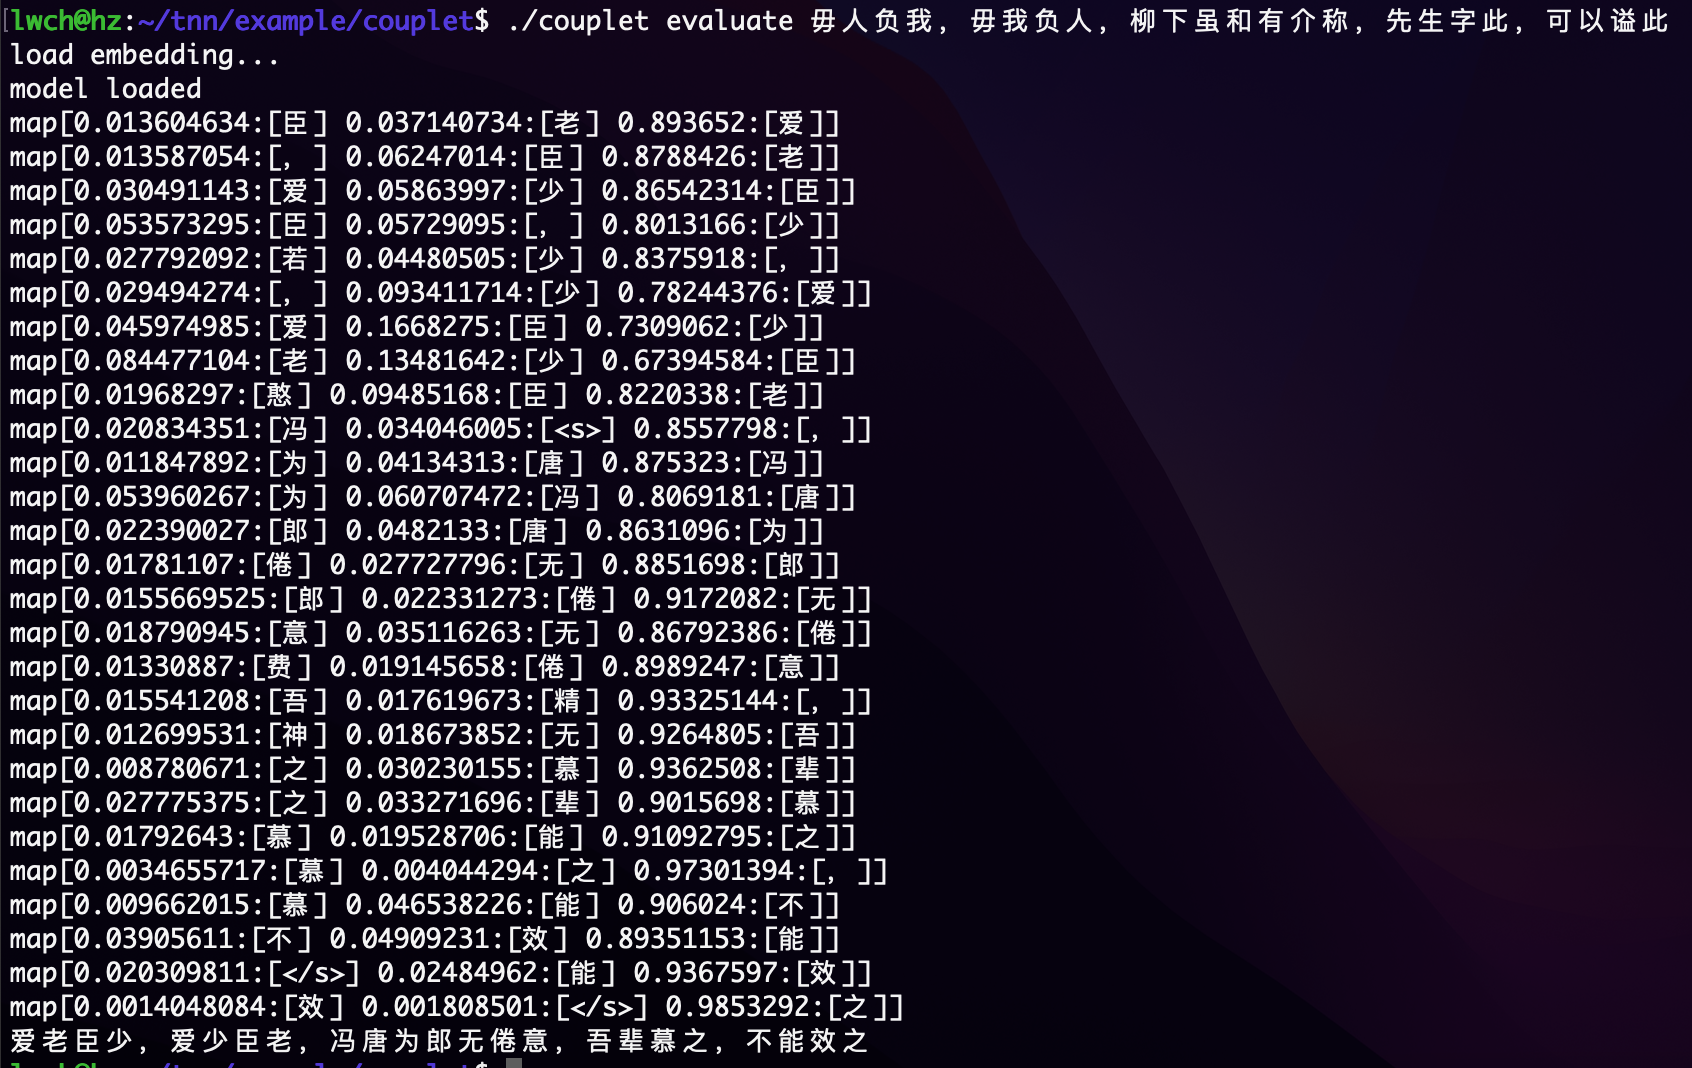 lwch@hz:~/tnn/example/couplet$ ./couplet evaluate 毋人负我，毋我负人，柳下虽和有介称，先生字此，可以谥此
load embedding...
model loaded
map[0.013604634:[臣] 0.037140734:[老] 0.893652:[爱]]
map[0.013587054:[，] 0.06247014:[臣] 0.8788426:[老]]
map[0.030491143:[爱] 0.05863997:[少] 0.86542314:[臣]]
map[0.053573295:[臣] 0.05729095:[，] 0.8013166:[少]]
map[0.027792092:[若] 0.04480505:[少] 0.8375918:[，]]
map[0.029494274:[，] 0.093411714:[少] 0.78244376:[爱]]
map[0.045974985:[爱] 0.1668275:[臣] 0.7309062:[少]]
map[0.084477104:[老] 0.13481642:[少] 0.67394584:[臣]]
map[0.01968297:[憨] 0.09485168:[臣] 0.8220338:[老]]
map[0.020834351:[冯] 0.034046005:[<s>] 0.8557798:[，]]
map[0.011847892:[为] 0.04134313:[唐] 0.875323:[冯]]
map[0.053960267:[为] 0.060707472:[冯] 0.8069181:[唐]]
map[0.022390027:[郎] 0.0482133:[唐] 0.8631096:[为]]
map[0.01781107:[倦] 0.027727796:[无] 0.8851698:[郎]]
map[0.0155669525:[郎] 0.022331273:[倦] 0.9172082:[无]]
map[0.018790945:[意] 0.035116263:[无] 0.86792386:[倦]]
map[0.01330887:[费] 0.019145658:[倦] 0.8989247:[意]]
map[0.015541208:[吾] 0.017619673:[精] 0.93325144:[，]]
map[0.012699531:[神] 0.018673852:[无] 0.9264805:[吾]]
map[0.008780671:[之] 0.030230155:[慕] 0.9362508:[辈]]
map[0.027775375:[之] 0.033271696:[辈] 0.9015698:[慕]]
map[0.01792643:[慕] 0.019528706:[能] 0.91092795:[之]]
map[0.0034655717:[慕] 0.004044294:[之] 0.97301394:[，]]
map[0.009662015:[慕] 0.046538226:[能] 0.906024:[不]]
map[0.03905611:[不] 0.04909231:[效] 0.89351153:[能]]
map[0.020309811:[</s>] 0.02484962:[能] 0.9367597:[效]]
map[0.0014048084:[效] 0.001808501:[</s>] 0.9853292:[之]]
爱老臣少，爱少臣老，冯唐为郎无倦意，吾辈慕之，不能效之
lwch@hz:~/tnn/example/couplet$